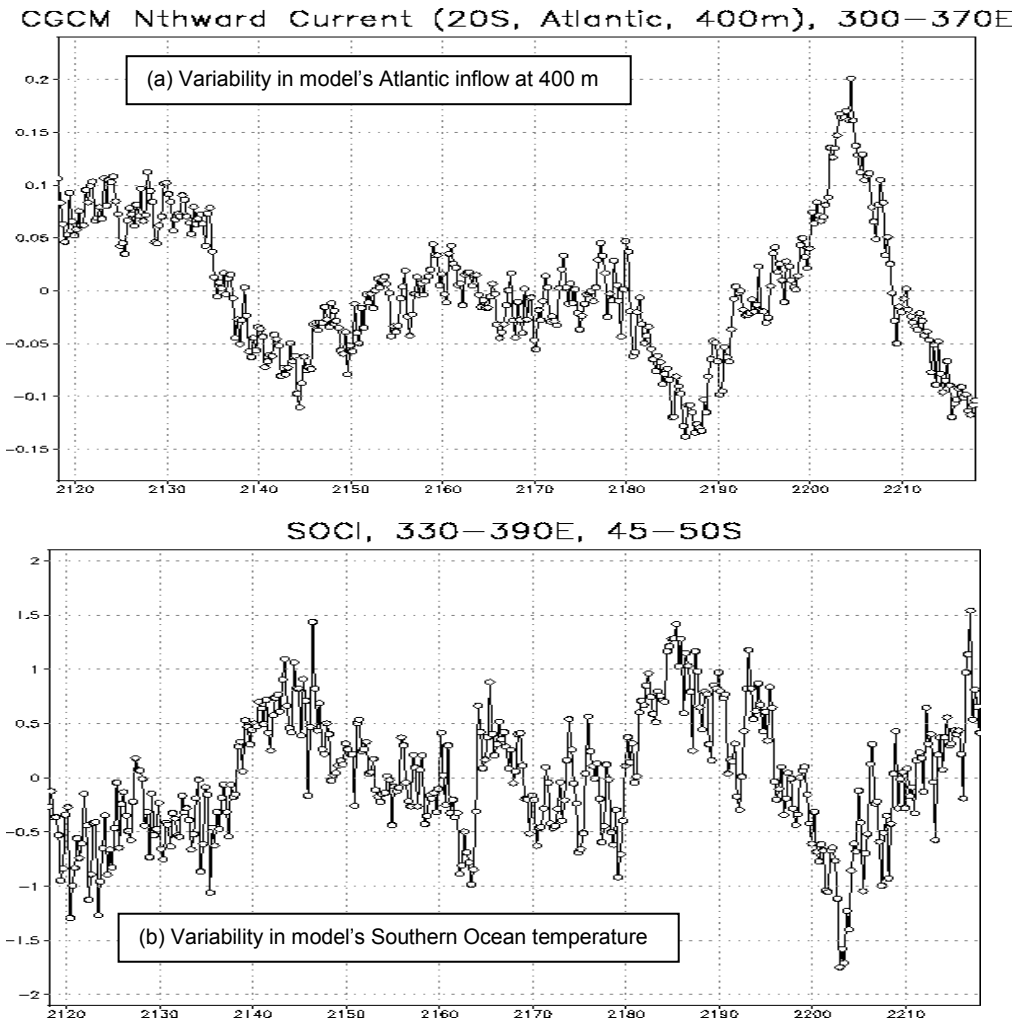 CGCM Nthward Current (20S, Atlantic, 400m), 300-370E
(a) Variability in model's Atlantic inflow at 400 m
0.2
0.15
0.1
0.05
0
-0.05
-0.1
-0.15
2120 2130 2140 2150 2160 2170 2180 2190 2200 2210
SOCI, 330-390E, 45-50S
2
1.5
1
0.5
0
-0.5
-1
-1.5
-2
(b) Variability in model's Southern Ocean temperature
2120 2130 2140 2150 2160 2170 2180 2190 2200 2210